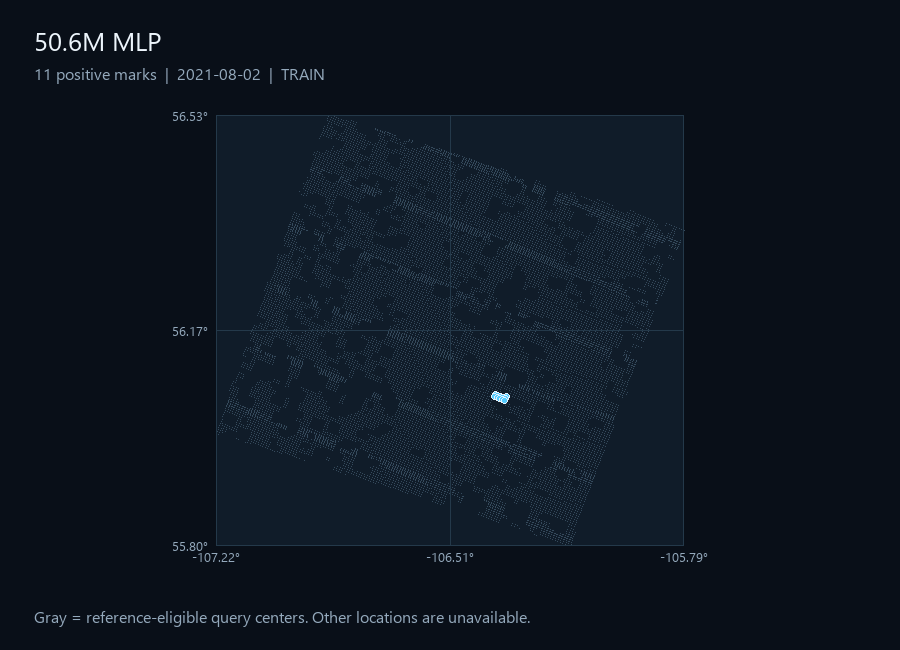 50.6M MLP
11 positive marks | 2021-08-02 | TRAIN
56.53°
56.17°
55.80°
-107.22°
-106.51°
-105.79°
Gray = reference-eligible query centers. Other locations are unavailable.